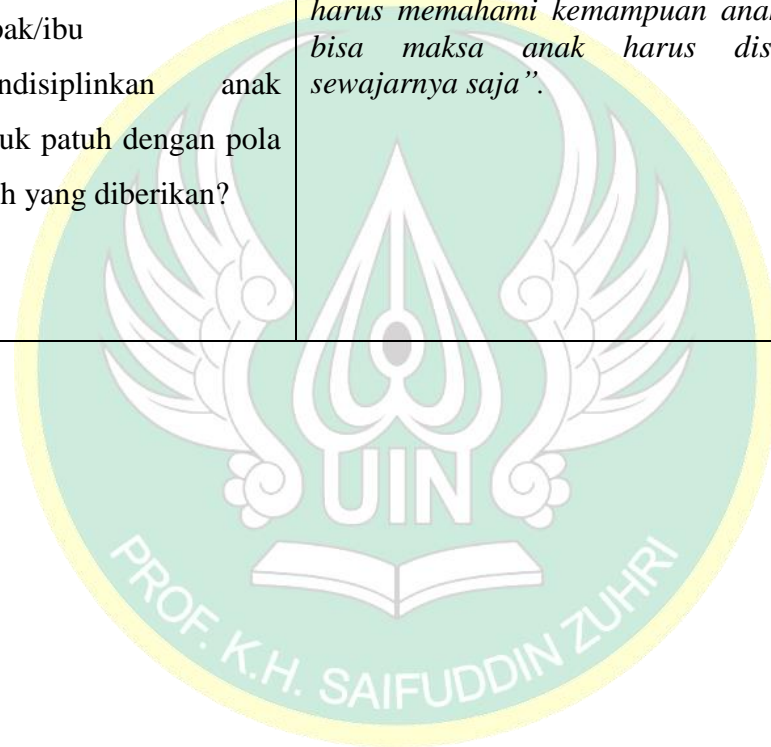 pak/ibu
ndisiplinkan anak
uk patuh dengan pola
h yang diberikan?
harus memahami kemampuan anak
bisa maksa anak harus dis
sewajarnya saja”.
UIN
PROF. K.H. SAIFUDDIN ZUHRI